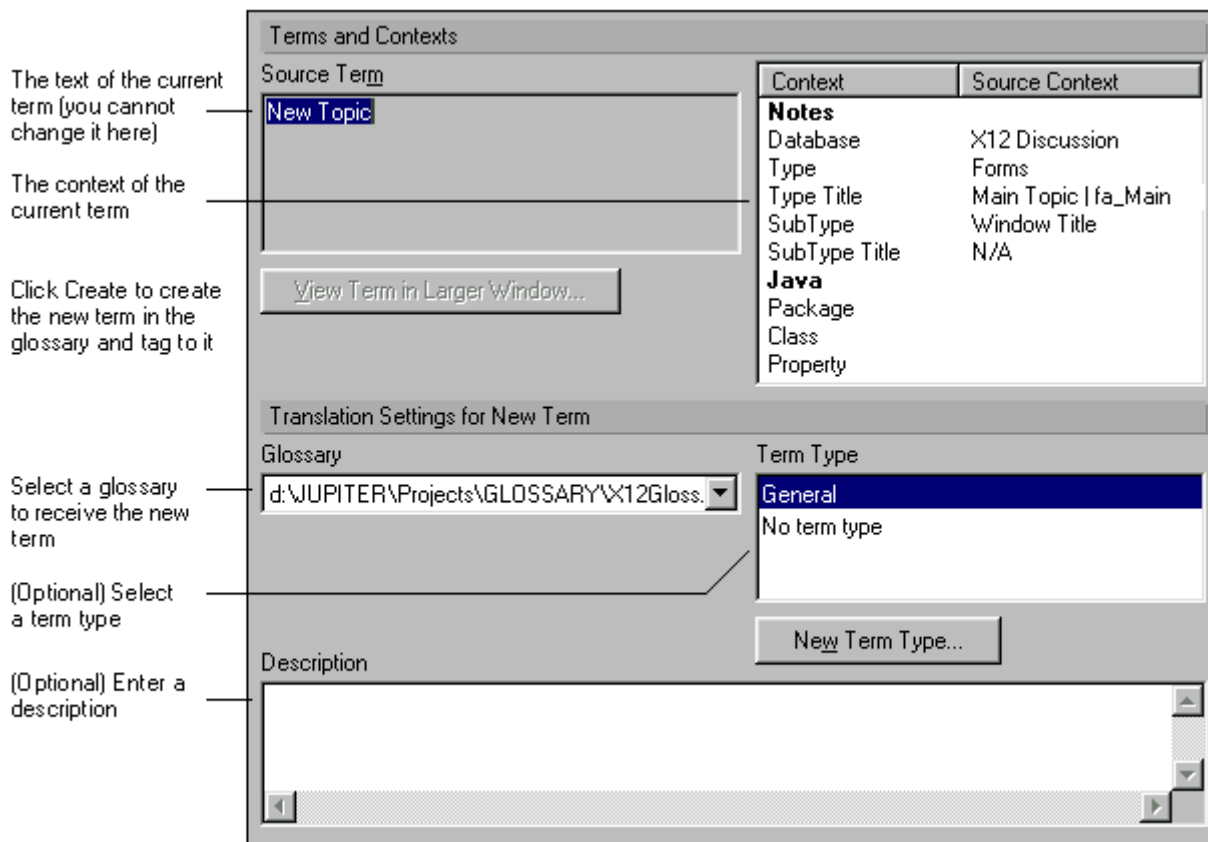 Terms and Contexts
The text of the current
term (you cannot
change it here)
Source Term
New Topic
The context of the
current term
Context Source Context
Notes
Database X12 Discussion
Type Forms
Type Title Main Topic | fa_Main
SubType Window Title
SubType Title N/A
Java
Package
Class
Property
Click Create to create
the new term in the
glossary and tag to it
View Term in Larger Window...
Translation Settings for New Term
Select a glossary
to receive the new
term
Glossary
d:\JUPITER\Projects\GLOSSARY\X12Gloss.
Term Type
General
No term type
(Optional) Select
a term type
New Term Type...
(Optional) Enter a
description
Description